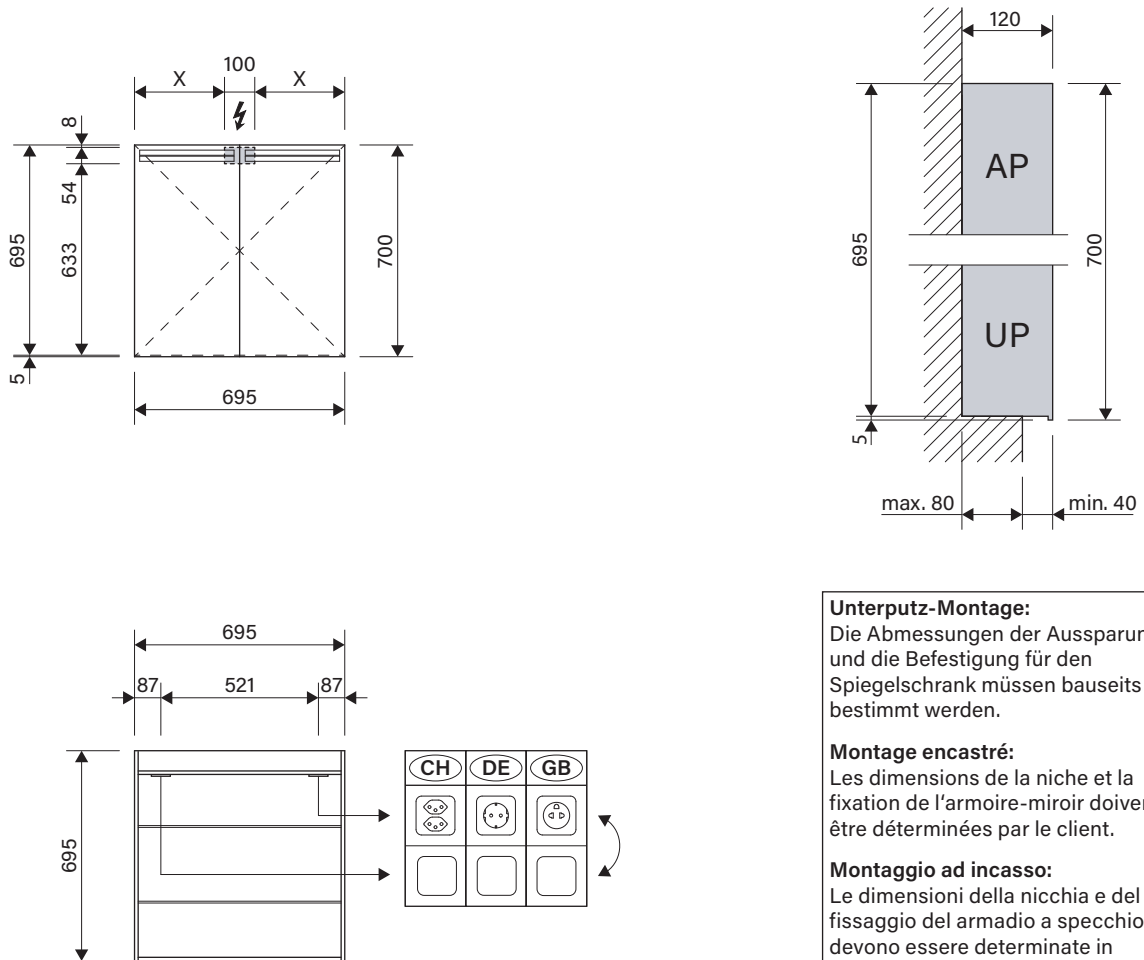 X
100
X
8
54
695
633
700
5
695
120
AP
695
700
UP
5
max. 80
min. 40
695
87
521
87
695
CH
DE
GB
Unterputz-Montage:
Die Abmessungen der
und die Befestigung für den
Spiegelschrank müssen bauseits
bestimmt werden.
Montage encastré:
Les dimensions de la niche et la
fixation de l'armoire-miroir
être déterminées par le client.
Montaggio ad incasso:
Le dimensioni della nicchia e del
fissaggio del armadio a specchio
devono essere determinate in